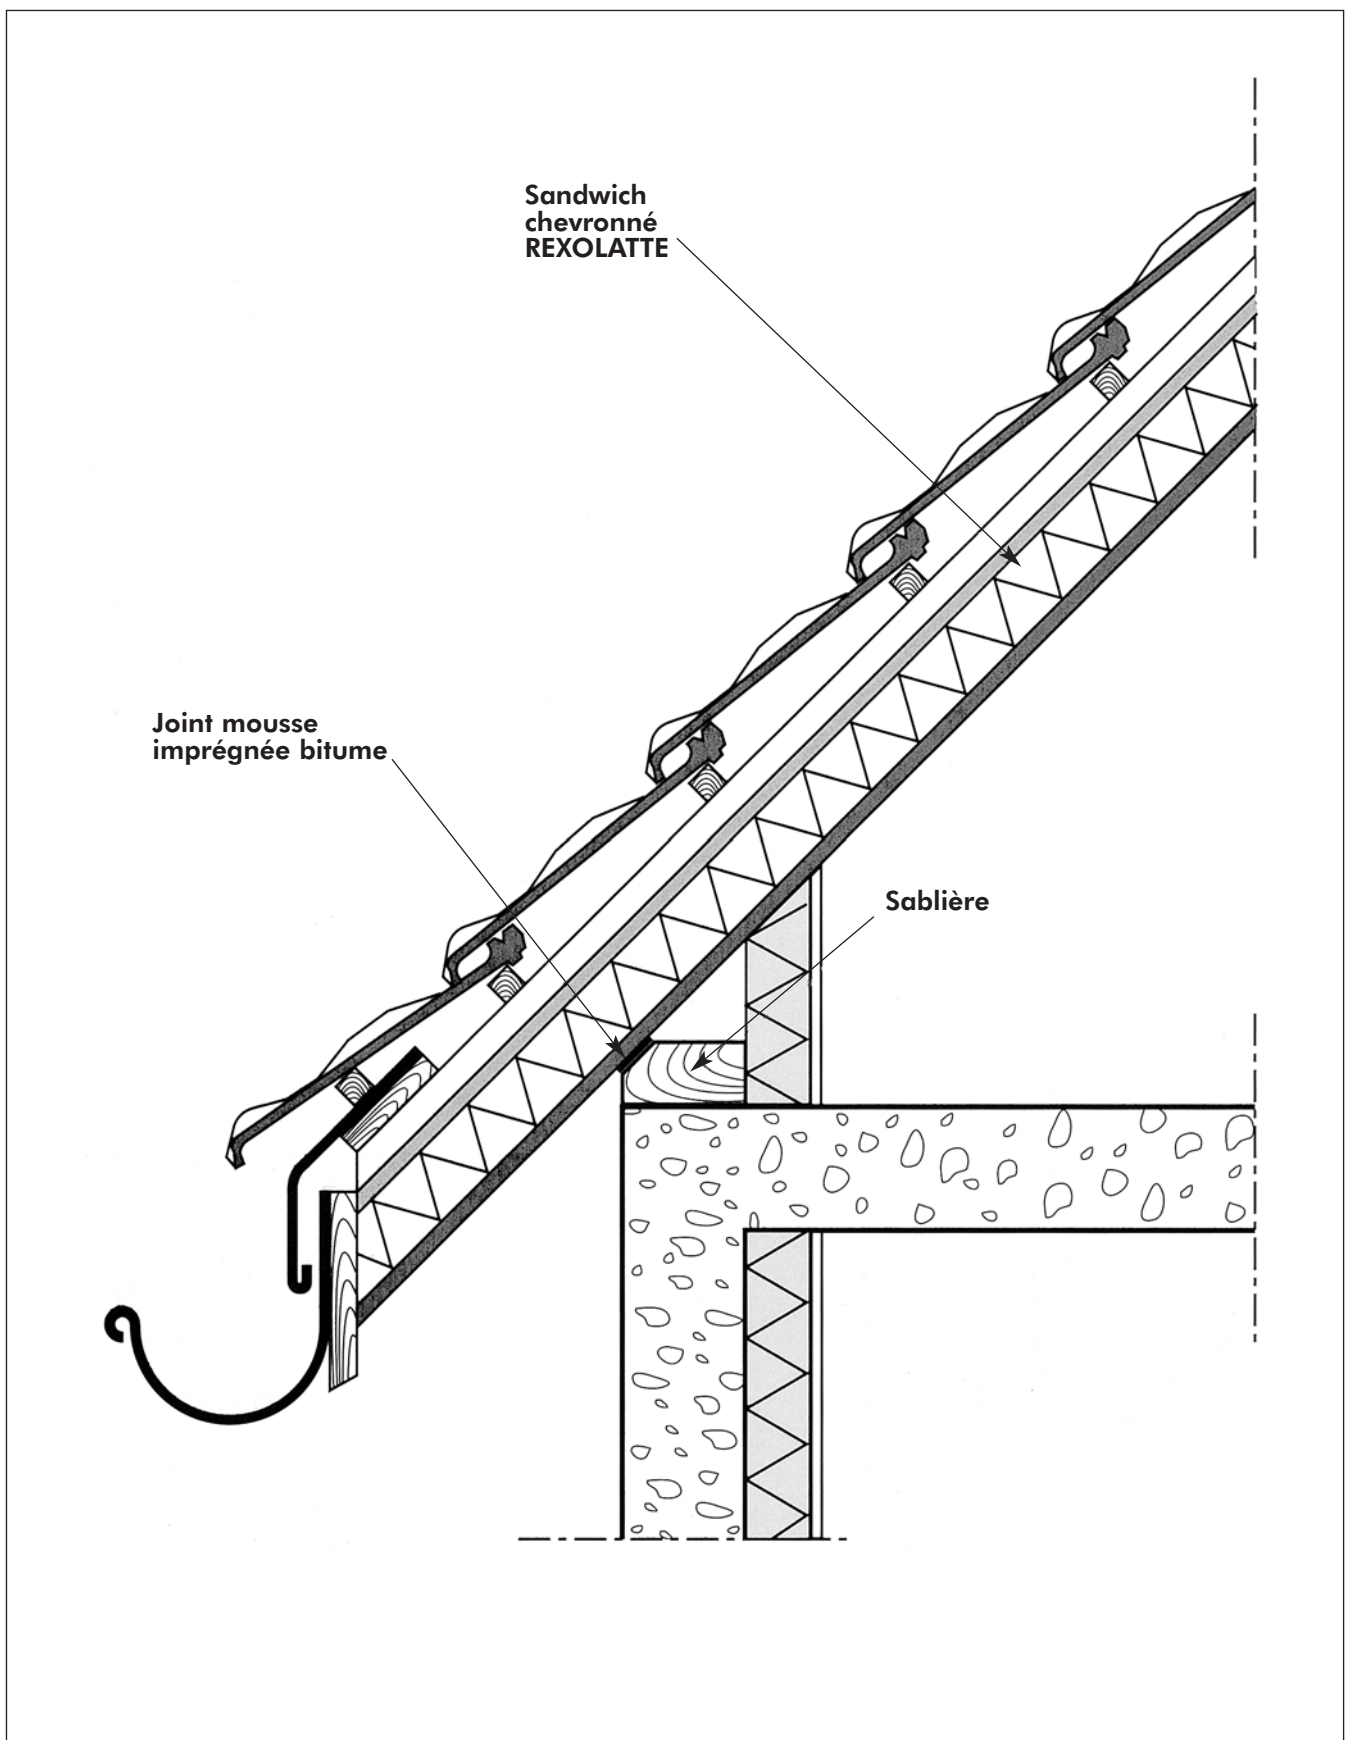 Sandwich
chevronné
REXOLATTE
Joint mousse
imprégnée bitume
Sablière